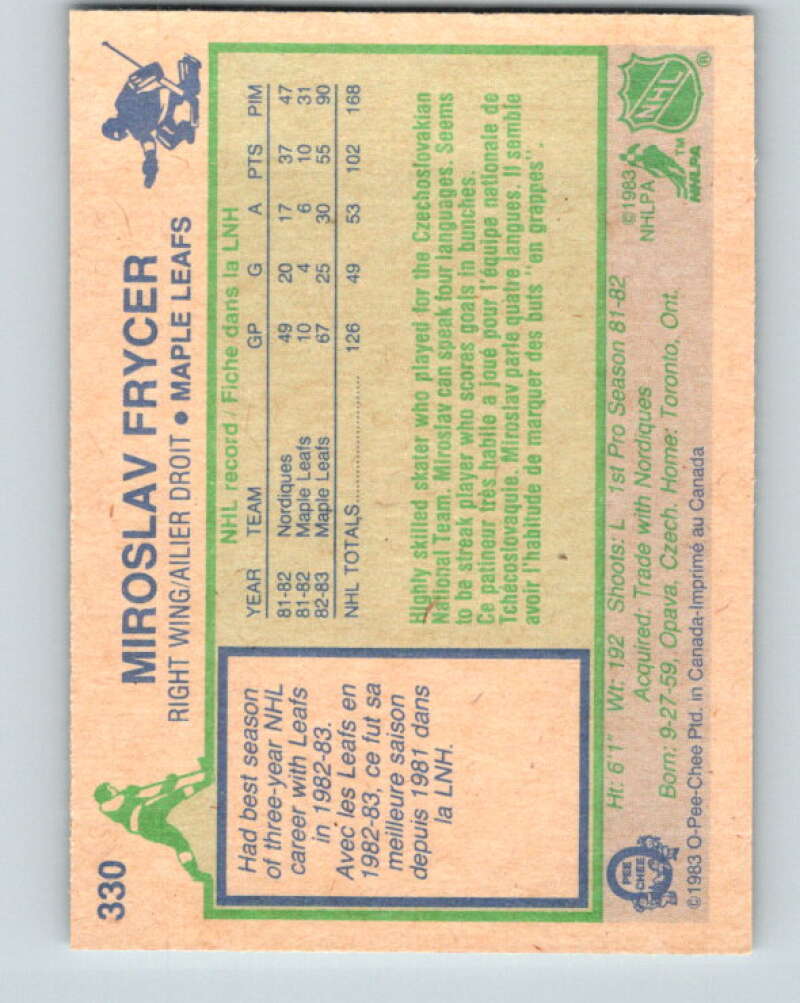 330
MIROSLAV FRYCER
RIGHT WING/AILIER DROIT • MAPLE LEAFS
Had best season
of three-year NHL
career with Leafs
in 1982-83.
Avec les Leafs en
1982-83, ce fut sa
meilleure saison
depuis 1981 dans
la LNH.
NHL record / Fiche dans la LNH
YEAR TEAM GP G A PTS PIM
81-82 Nordiques 49 20 17 37 47
81-82 Maple Leafs 10 4 6 10 31
82-83 Maple Leafs 67 25 30 55 90
NHL TOTALS 126 49 53 102 168
Highly skilled skater who played for the Czechoslovakian
National Team. Miroslav can speak four languages. Seems
to be streak player who scores goals in bunches.
Ce patineur très habile a joué pour l'équipe nationale de
Tchécoslovaquie. Miroslav parle quatre langues. Il semble
avoir l'habitude de marquer des buts "en grappes".
Ht: 6'1" Wt: 192 Shoots: L 1st Pro Season 81-82
Acquired: Trade with Nordiques
Born: 9-27-59, Opava, Czech. Home: Toronto, Ont.
©1983 O-Pee-Chee Ptd. in Canada-Imprimé au Canada
O PEE CHEE
©1983
NHLPA
NHLPA
TM
NHL
®